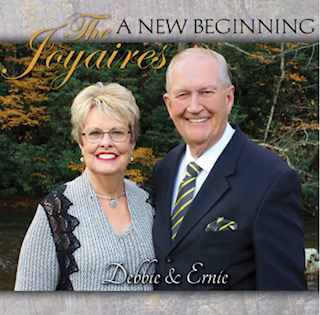 The
A NEW BEGINNING
Joyaires
Debbie & Ernie